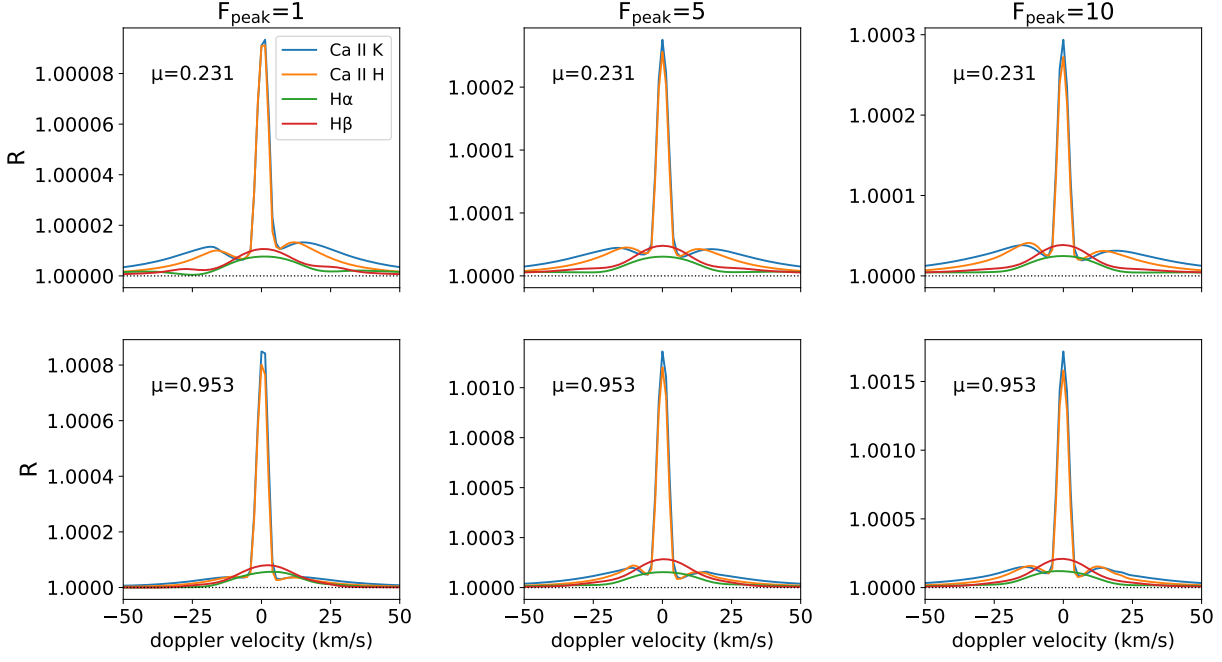 F_peak=1
F_peak=5
F_peak=10
R
1.00008
1.00006
1.00004
1.00002
1.00000
μ=0.231
Ca II K
Ca II H
Hα
Hβ
1.0002
1.0001
1.0001
1.0000
μ=0.231
1.0003
1.0002
1.0001
1.0000
μ=0.231
R
1.0008
1.0006
1.0004
1.0002
1.0000
μ=0.953
−50
−25
0
25
50
doppler velocity (km/s)
1.0010
1.0008
1.0005
1.0003
1.0000
μ=0.953
−50
−25
0
25
50
doppler velocity (km/s)
1.0015
1.0010
1.0005
1.0000
μ=0.953
−50
−25
0
25
50
doppler velocity (km/s)